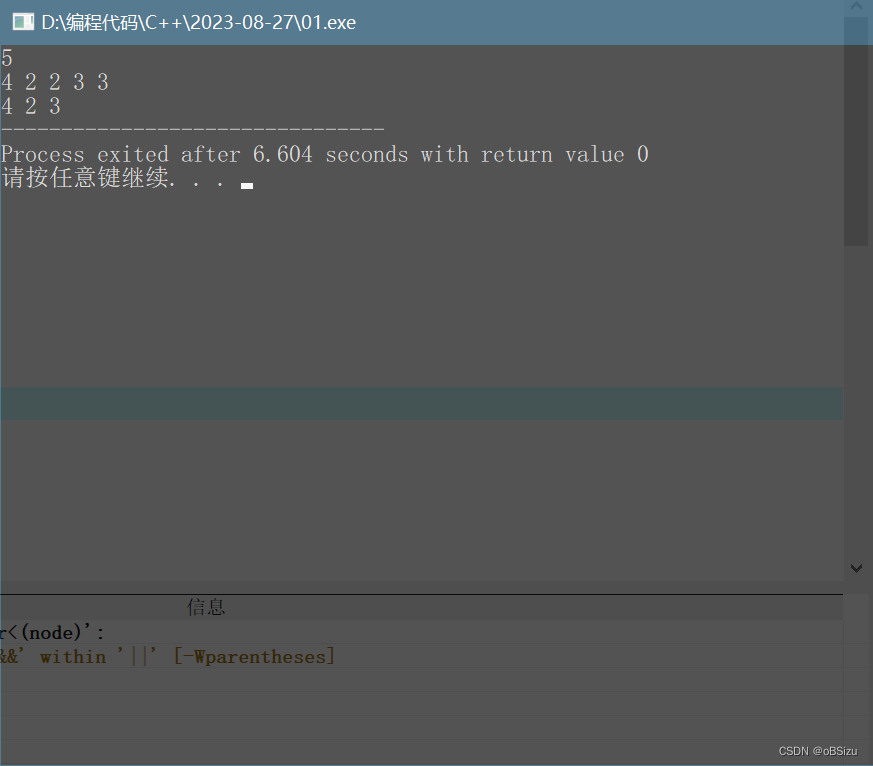 D:\编程代码\C++\2023-08-27\01.exe
5
4 2 2 3 3
4 2 3
--------------------------------
Process exited after 6.604 seconds with return value 0
请按任意键继续. . .
信息
r<(node)':
&&' within '||' [-Wparentheses]
CSDN @oBSizu